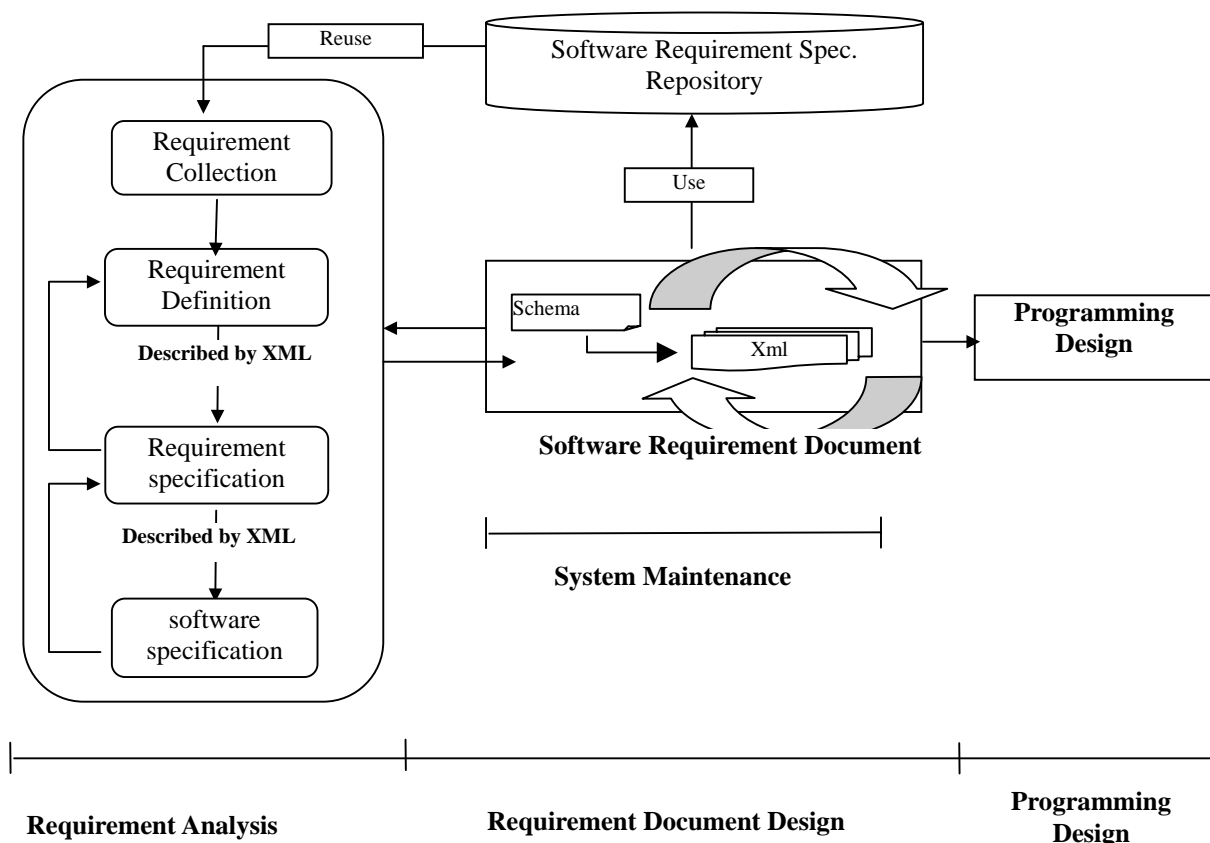 Reuse
Software Requirement Spec.
Repository
Requirement
Collection
Use
Requirement
Definition
Schema
Xml
Programming
Design
Described by XML
Software Requirement Document
Requirement
specification
Described by XML
System Maintenance
software
specification
Requirement Analysis
Requirement Document Design
Programming
Design